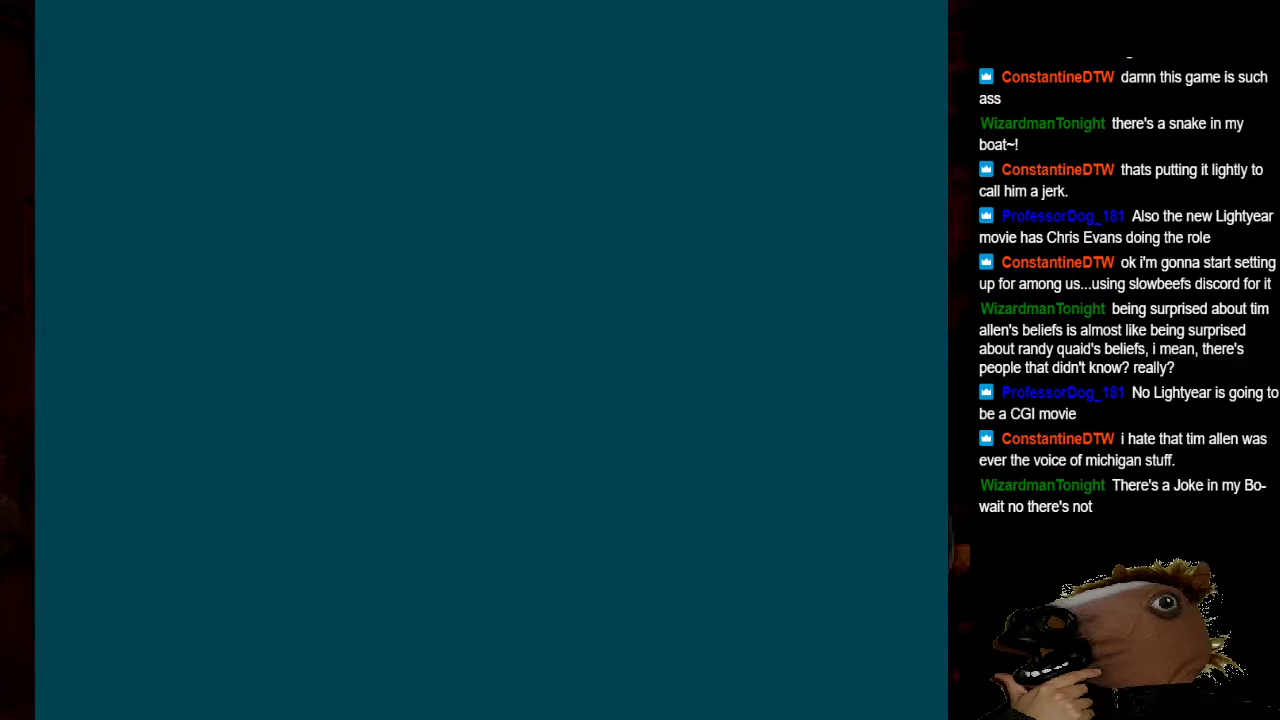 ConstantineDTW damn this game is such
ass
WizardmanTonight there's a snake in my
boat~!
ConstantineDTW thats putting it lightly to
call him a jerk.
ProfessorDog_181 Also the new Lightyear
movie has Chris Evans doing the role
ConstantineDTW ok i'm gonna start setting
up for among us...using slowbeefs discord for it
WizardmanTonight being surprised about tim
allen's beliefs is almost like being surprised
about randy quaid's beliefs, i mean, there's
people that didn't know? really?
ProfessorDog_181 No Lightyear is going to
be a CGI movie
ConstantineDTW i hate that tim allen was
ever the voice of michigan stuff.
WizardmanTonight There's a Joke in my Bo-
wait no there's not